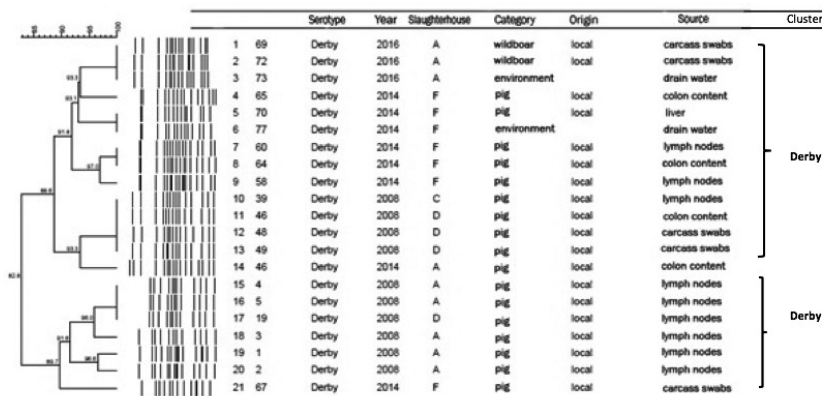 85 90 95 100
Serotype Year Slaughterhouse Category Origin Source Cluster
1 69 Derby 2016 A wildboar local carcass swabs
2 72 Derby 2016 A wildboar local carcass swabs
3 73 Derby 2016 A environment drain water
4 65 Derby 2014 F pig local colon content
5 70 Derby 2014 F pig local liver
6 77 Derby 2014 F environment drain water
7 60 Derby 2014 F pig local lymph nodes
8 64 Derby 2014 F pig local colon content
9 58 Derby 2014 F pig local lymph nodes
10 39 Derby 2008 C pig local lymph nodes
11 46 Derby 2008 D pig local colon content
12 48 Derby 2008 D pig local carcass swabs
13 49 Derby 2008 D pig local carcass swabs
14 46 Derby 2014 A pig local colon content
15 4 Derby 2008 A pig local lymph nodes
16 5 Derby 2008 A pig local lymph nodes
17 19 Derby 2008 D pig local lymph nodes
18 3 Derby 2008 A pig local lymph nodes
19 1 Derby 2008 A pig local lymph nodes
20 2 Derby 2008 A pig local lymph nodes
21 67 Derby 2014 F pig local carcass swabs
Derby
Derby